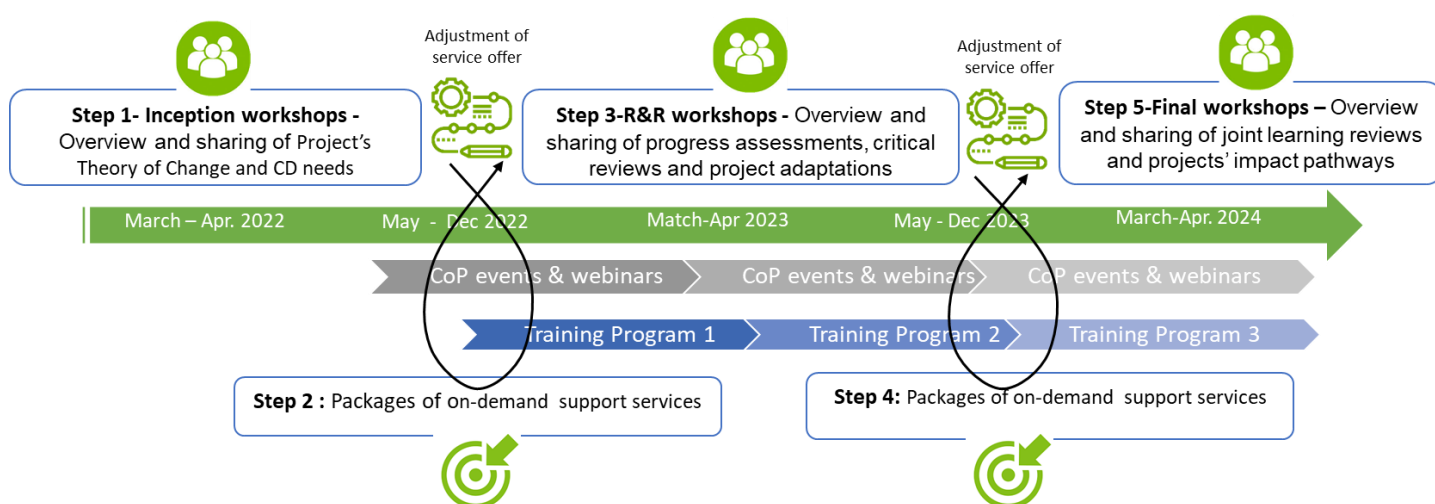 Adjustment of
service offer
Adjustment of
service offer
Step 1- Inception workshops -
Overview and sharing of Project's
Theory of Change and CD needs
Step 3-R&R workshops - Overview and
sharing of progress assessments, critical
reviews and project adaptations
Step 5-Final workshops – Overview
and sharing of joint learning reviews
and projects' impact pathways
March – Apr. 2022
May - Dec 2022
Match-Apr 2023
May - Dec 2023
March-Apr. 2024
CoP events & webinars
CoP events & webinars
CoP events & webinars
Training Program 1
Training Program 2
Training Program 3
Step 2 : Packages of on-demand support services
Step 4: Packages of on-demand support services